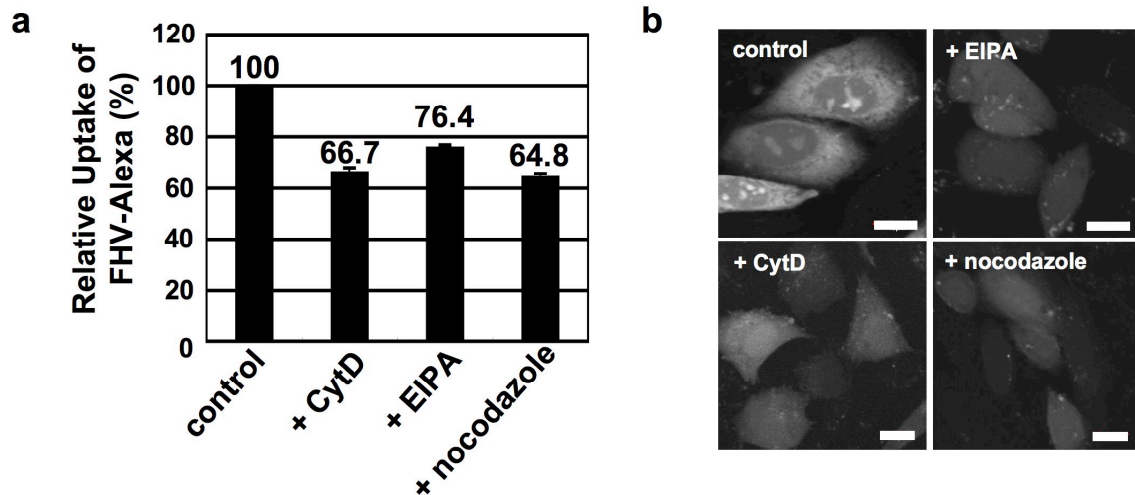 a
Relative Uptake of
FHV-Alexa (%)
120
100
80
60
40
20
0
100
66.7
76.4
64.8
control
+ CytD
+ EIPA
+ nocodazole
b
control
+ EIPA
+ CytD
+ nocodazole